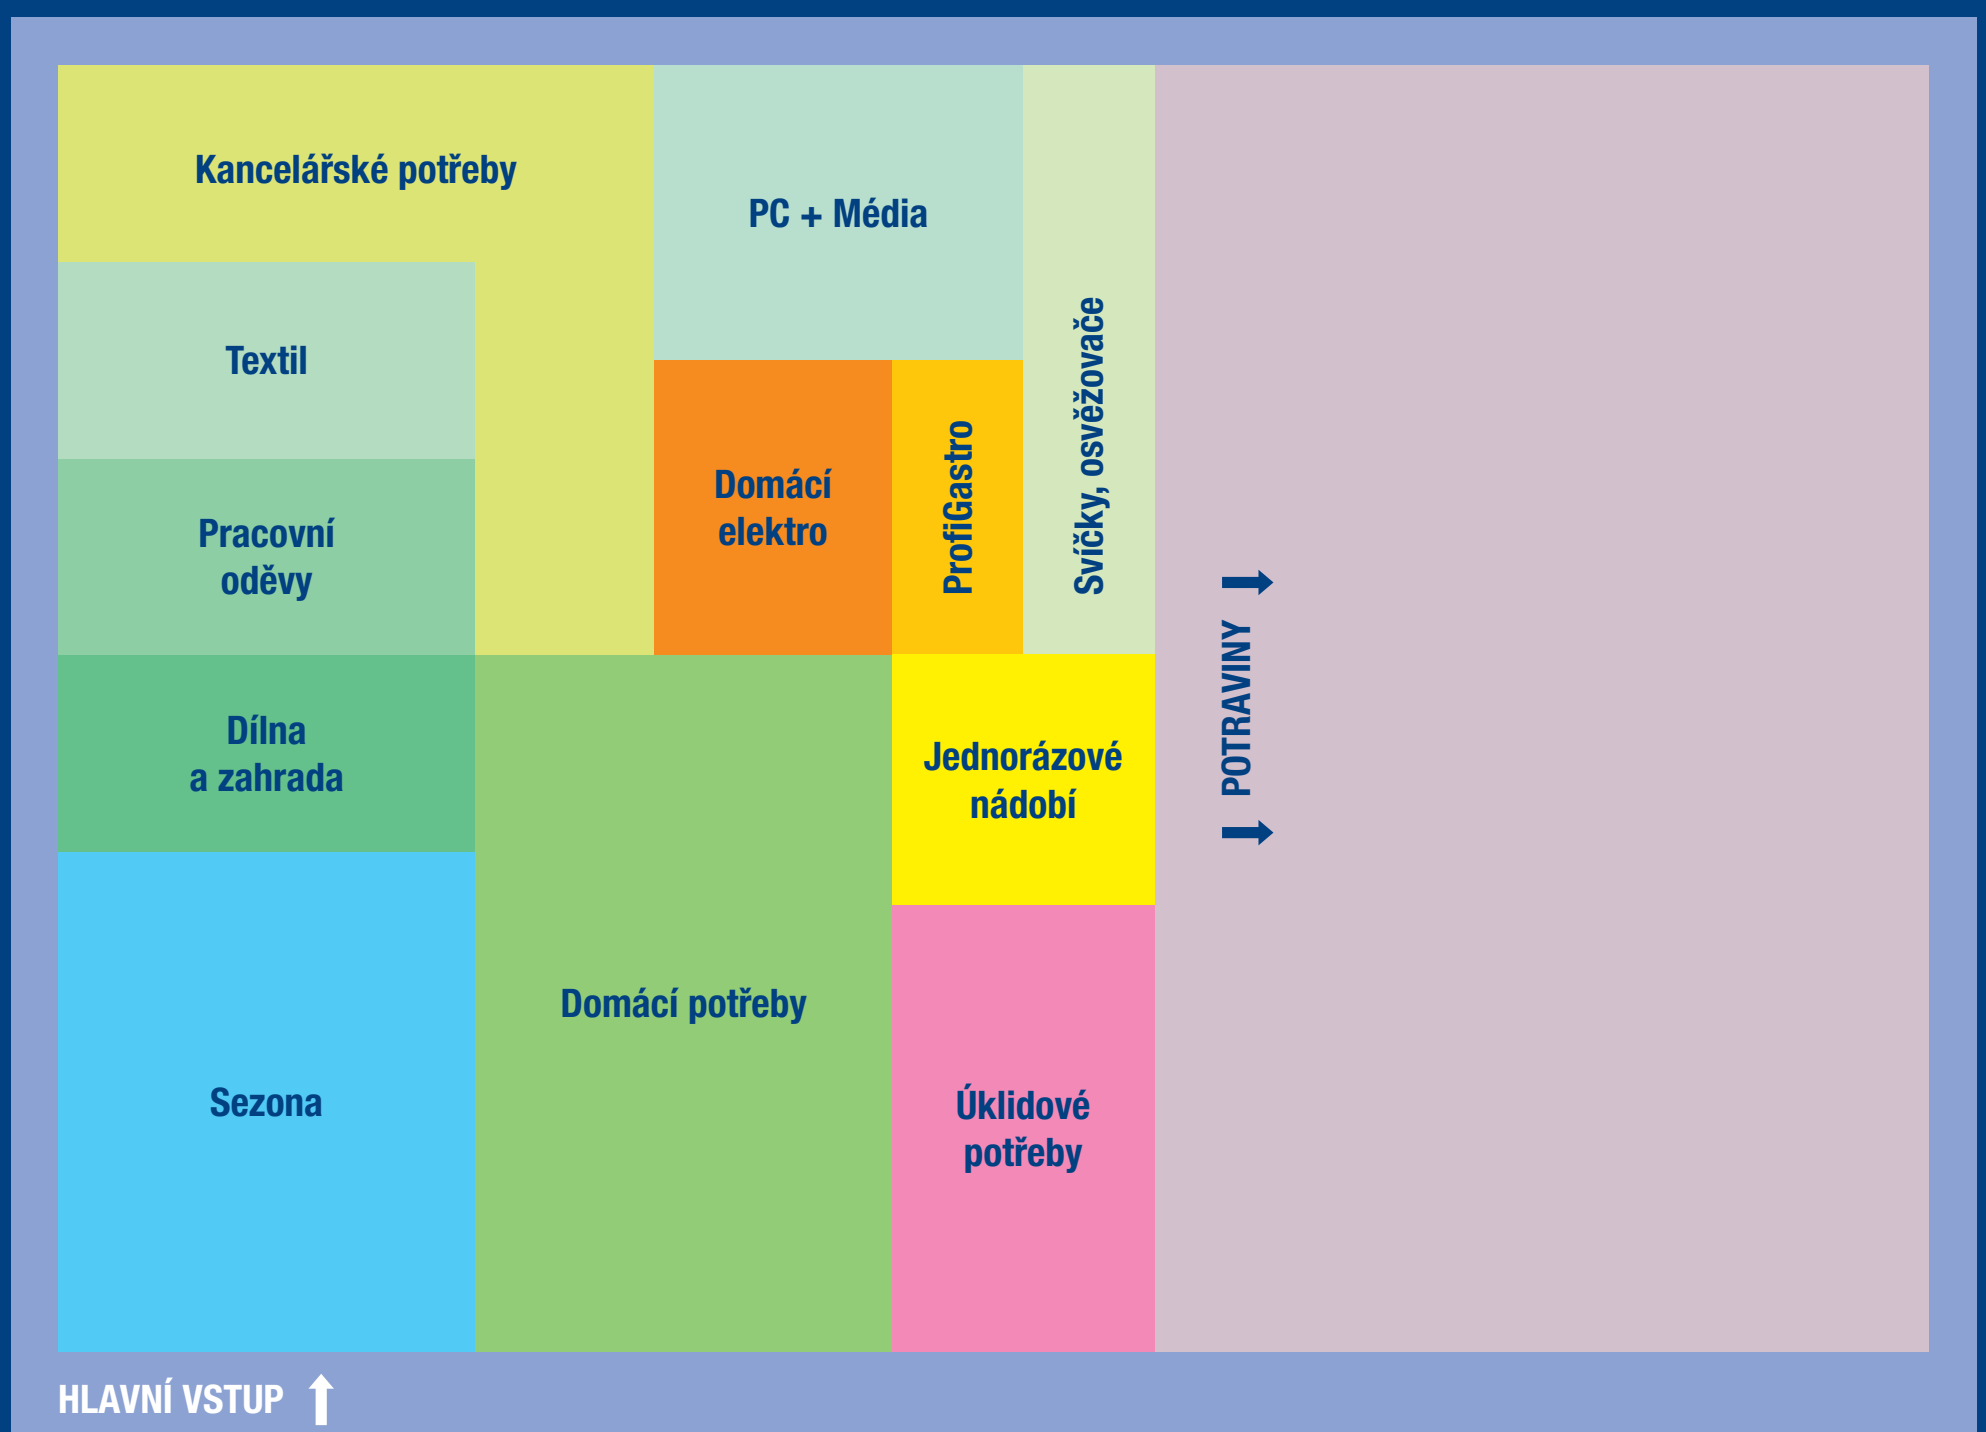 Kancelářské potřeby
PC + Média
Textil
Svíčky, osvěžovače
Domácí
elektro
ProfiGastro
Pracovní
oděvy
POTRAVINY
Dílna
a zahrada
Jednorázové
nádobí
Domácí potřeby
Sezona
Úklidové
potřeby
HLAVNÍ VSTUP